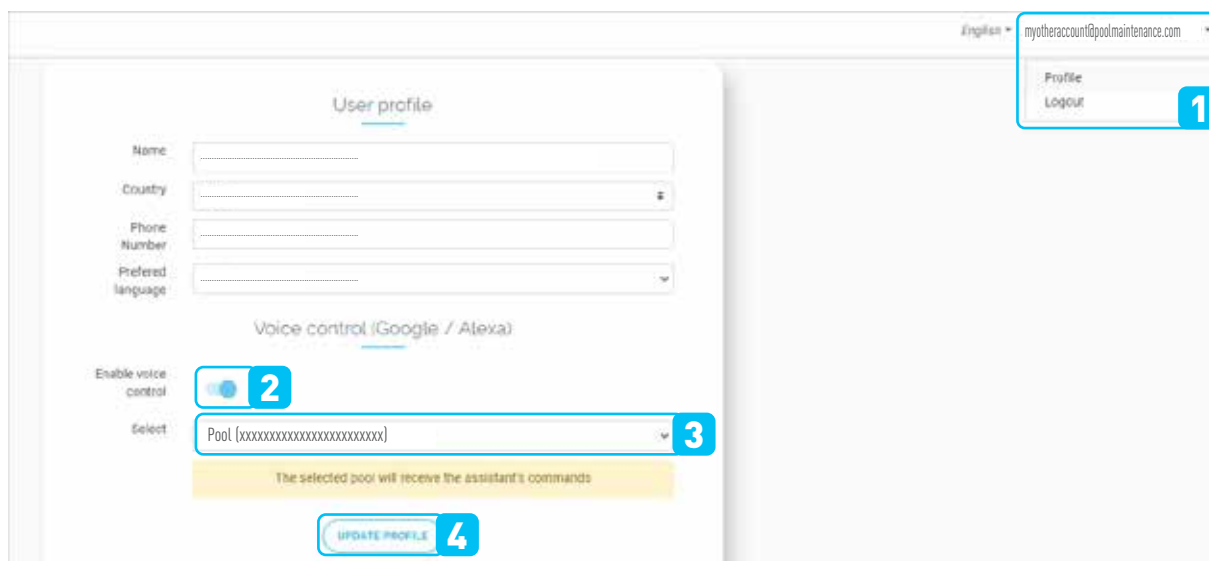 English
myotheraccount@poolmaintenance.com
Profile
Logout
1
User profile
Name
Country
Phone
Number
Prefered
language
Voice control (Google / Alexa)
Enable voice
control
2
Select
Pool (xxxxxxxxxxxxxxxxxxxxxxxx)
3
The selected pool will receive the assistant's commands
UPDATE PROFILE
4